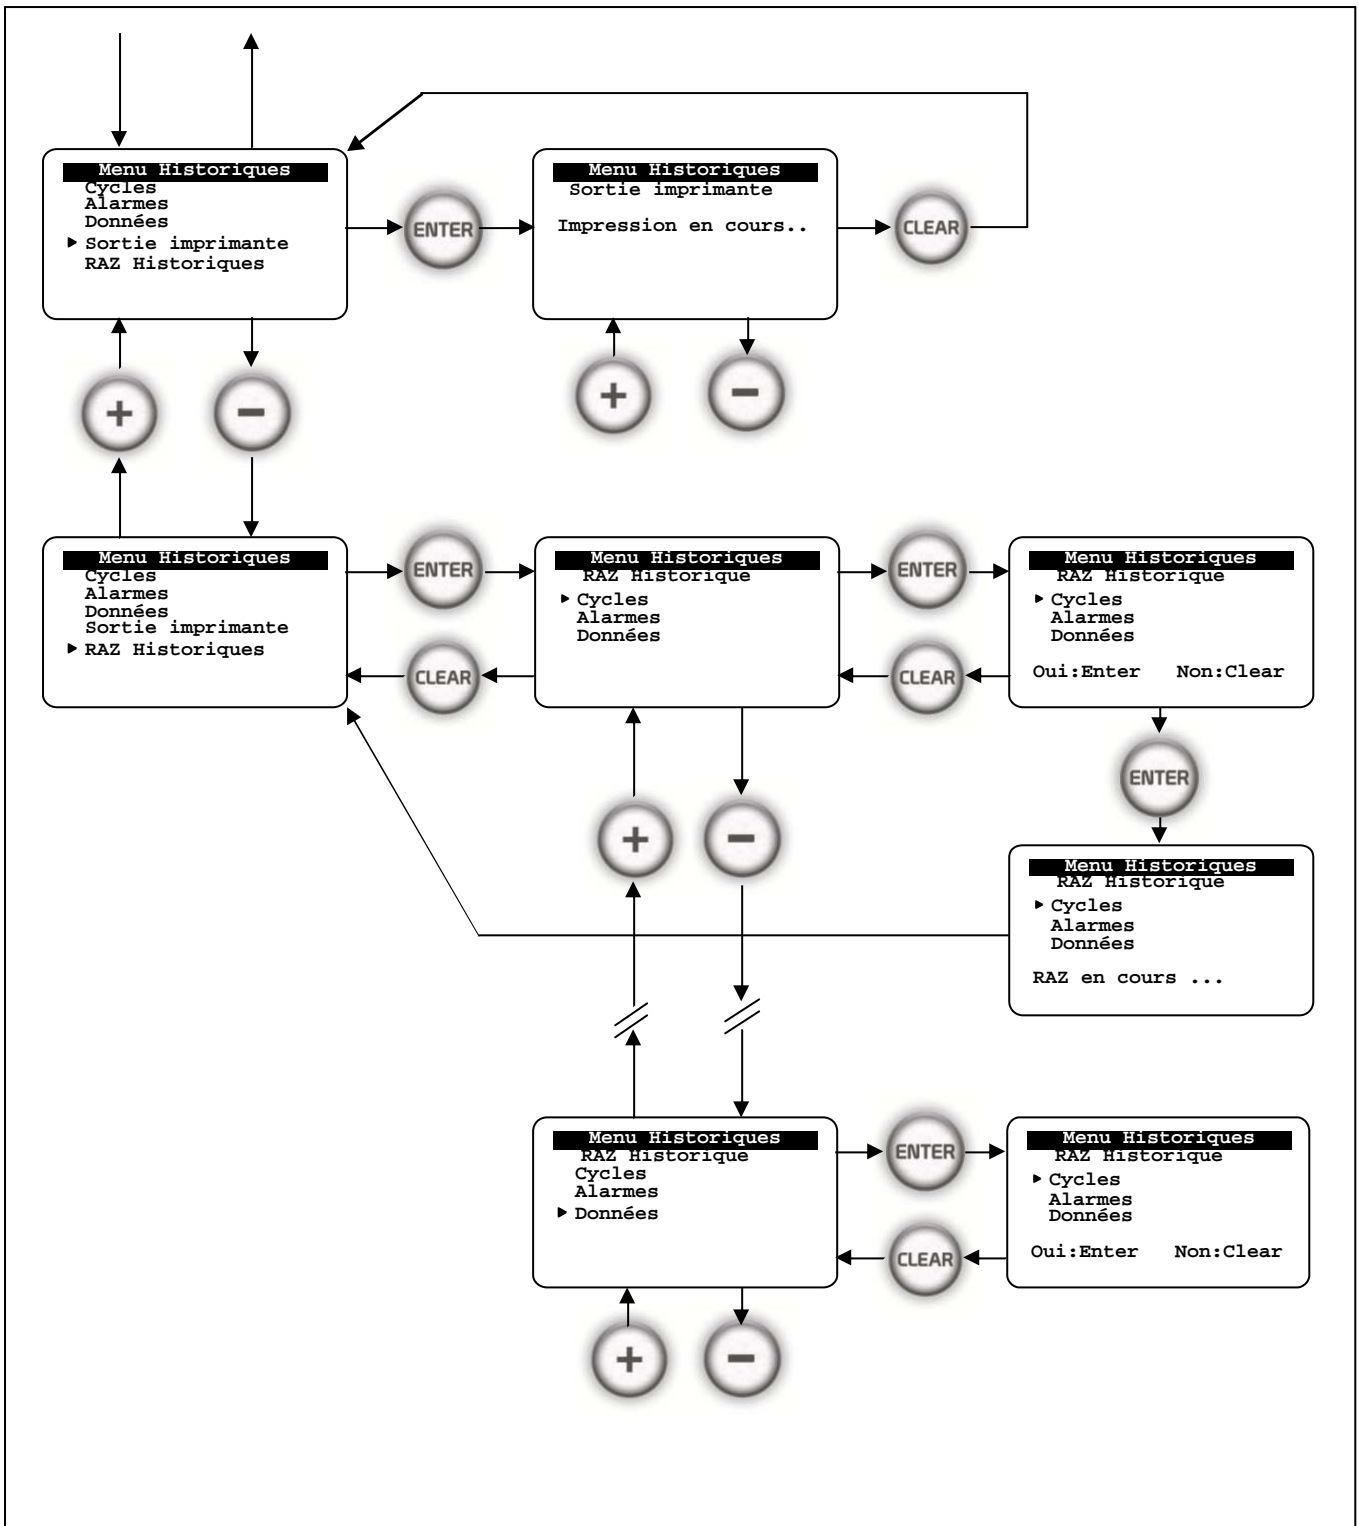 Menu Historiques
Cycles
Alarmes
Données
Sortie imprimante
RAZ Historiques
ENTER
Menu Historiques
Sortie imprimante
Impression en cours..
CLEAR
+
-
+
-
Menu Historiques
Cycles
Alarmes
Données
Sortie imprimante
RAZ Historiques
ENTER
CLEAR
Menu Historiques
RAZ Historique
Cycles
Alarmes
Données
ENTER
CLEAR
Menu Historiques
RAZ Historique
Cycles
Alarmes
Données
Oui:Enter Non:Clear
ENTER
+
-
Menu Historiques
RAZ Historique
Cycles
Alarmes
Données
RAZ en cours ...
Menu Historiques
RAZ Historique
Cycles
Alarmes
Données
ENTER
CLEAR
Menu Historiques
RAZ Historique
Cycles
Alarmes
Données
Oui:Enter Non:Clear
+
-